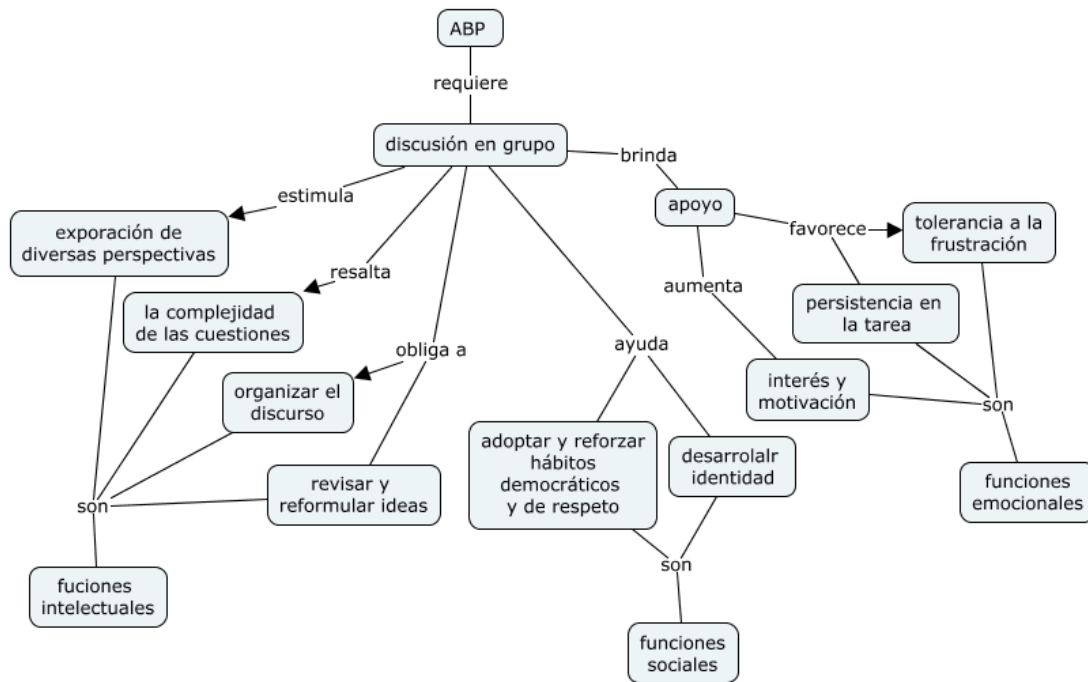 ABP
requiere
discusión en grupo
brinda
estimula
apoyo
favorece
tolerancia a la
frustración
exporación de
diversas perspectivas
resalta
aumenta
la complejidad
de las cuestiones
persistencia en
la tarea
obliga a
ayuda
organizar el
discurso
interés y
motivación
son
adoptar y reforzar
hábitos
democráticos
y de respeto
desarrolalr
identidad
revisar y
reformular ideas
son
funciones
emocionales
son
fuciones
intelectuales
funciones
sociales